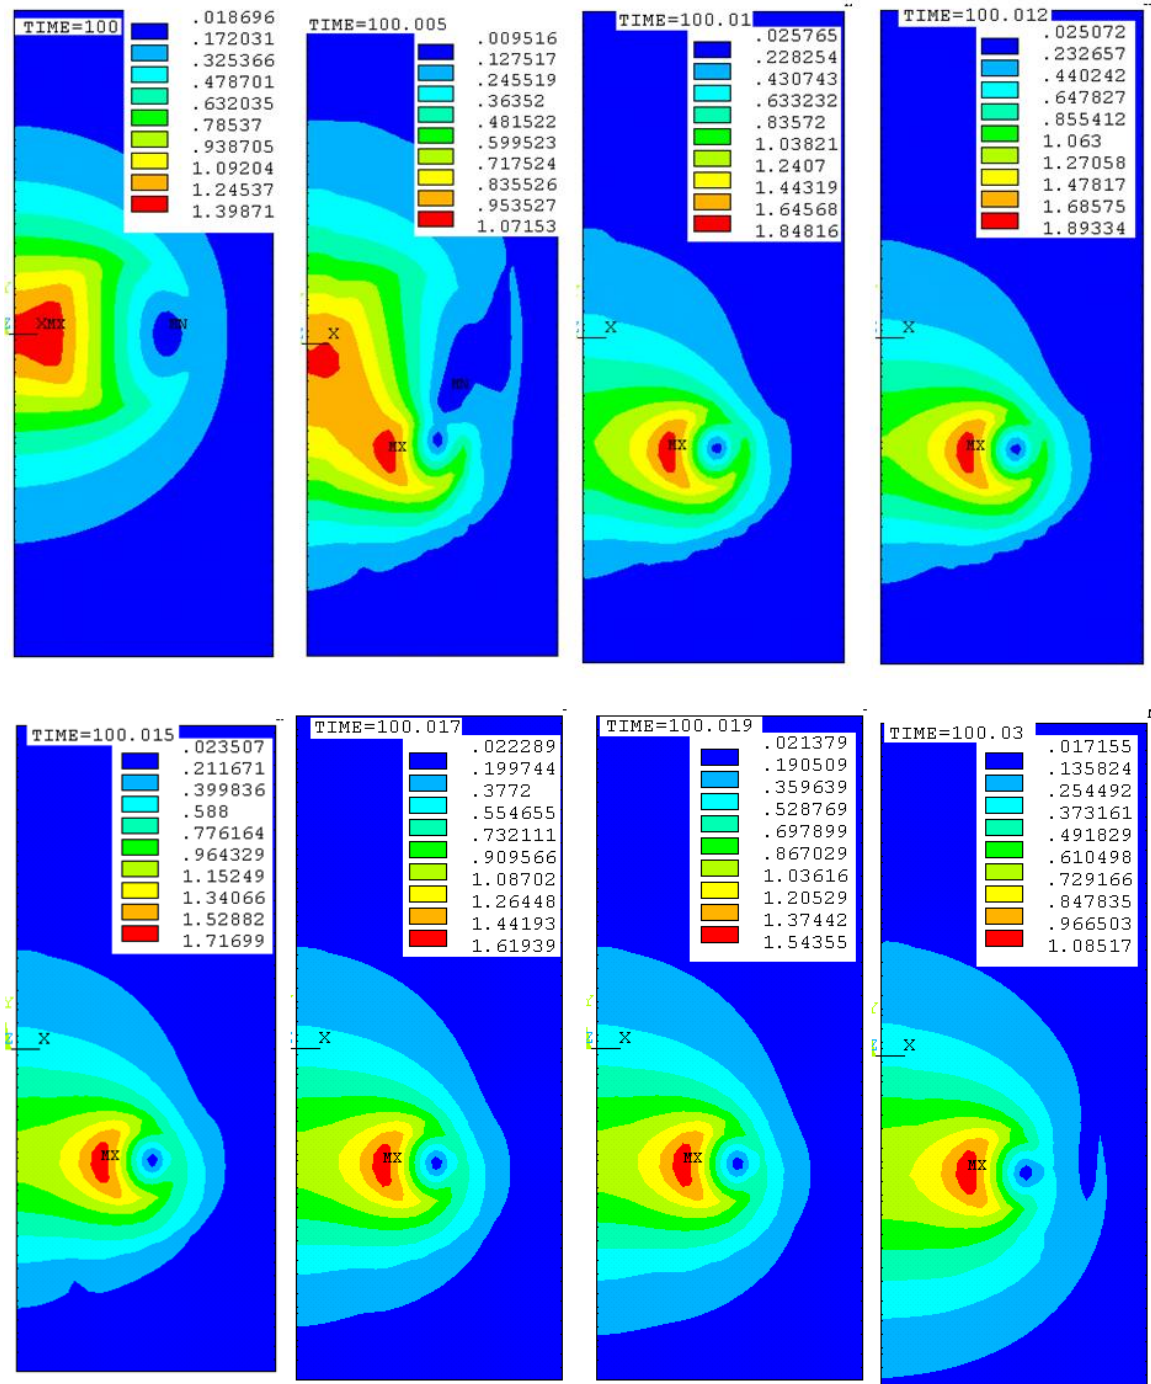 TIME=100
.018696
.172031
.325366
.478701
.632035
.78537
.938705
1.09204
1.24537
1.39871
Y
Z
XMX
MN
TIME=100.005
.009516
.127517
.245519
.36352
.481522
.599523
.717524
.835526
.953527
1.07153
X
MN
MX
TIME=100.01
.025765
.228254
.430743
.633232
.83572
1.03821
1.2407
1.44319
1.64568
1.84816
X
MX
TIME=100.012
.025072
.232657
.440242
.647827
.855412
1.063
1.27058
1.47817
1.68575
1.89334
X
MX
TIME=100.015
.023507
.211671
.399836
.588
.776164
.964329
1.15249
1.34066
1.52882
1.71699
Y
Z
X
MX
TIME=100.017
.022289
.199744
.3772
.554655
.732111
.909566
1.08702
1.26448
1.44193
1.61939
X
MX
TIME=100.019
.021379
.190509
.359639
.528769
.697899
.867029
1.03616
1.20529
1.37442
1.54355
Y
Z
X
MX
TIME=100.03
.017155
.135824
.254492
.373161
.491829
.610498
.729166
.847835
.966503
1.08517
Y
Z
X
MX